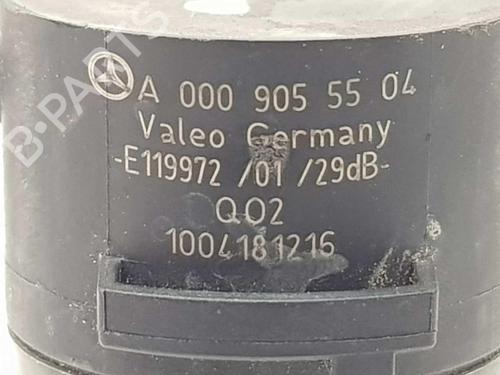 B-PARTS
A 000 905 55 04
Valeo Germany
-E119972 /01 /29dB-
Q02
1004181216